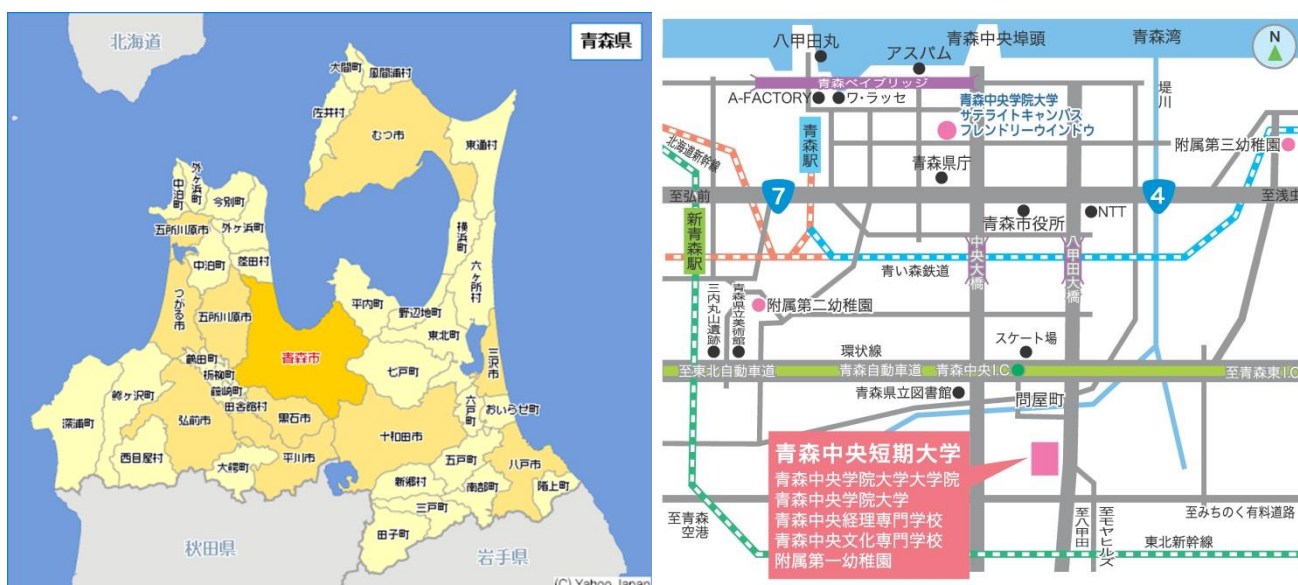 北海道
青森県
大間町
風間浦村
佐井村
むつ市
東通村
外ヶ浜町
中泊町
今別町
五所川原市
外ヶ浜町
中泊町
蓬田村
横浜町
六ヶ所村
つがる市
五所川原市
平内町
野辺地町
東北町
青森市
三沢市
鶴田町
板柳町
七戸町
藤崎町
鰺ヶ沢町
田舎館村
六戸町
おいらせ町
深浦町
弘前市
黒石市
十和田市
西目屋村
大鰐町
平川市
五戸町
八戸市
新郷村
南部町
階上町
三戸町
田子町
秋田県
岩手県
(C) Yahoo Japan
八甲田丸
アスパム
青森中央埠頭
青森湾
N
青森ベイブリッジ
A-FACTORY
ワ・ラッセ
堤川
青森中央学院大学
サテライトキャンパス
フレンドリーウインドウ
青森駅
北海道新幹線
附属第三幼稚園
青森県庁
至弘前
7
4
至浅虫
新青森駅
青森市役所
NTT
中央大橋
八甲田大橋
青い森鉄道
三内丸山遺跡
青森県立美術館
附属第二幼稚園
環状線
スケート場
至東北自動車道
青森自動車道
青森中央I.C
至青森東I.C
青森県立図書館
問屋町
青森中央短期大学
青森中央学院大学大学院
青森中央学院大学
青森中央経理専門学校
青森中央文化専門学校
附属第一幼稚園
至青森
空港
至八甲田
至モヤヒルズ
至みちのく有料道路
東北新幹線